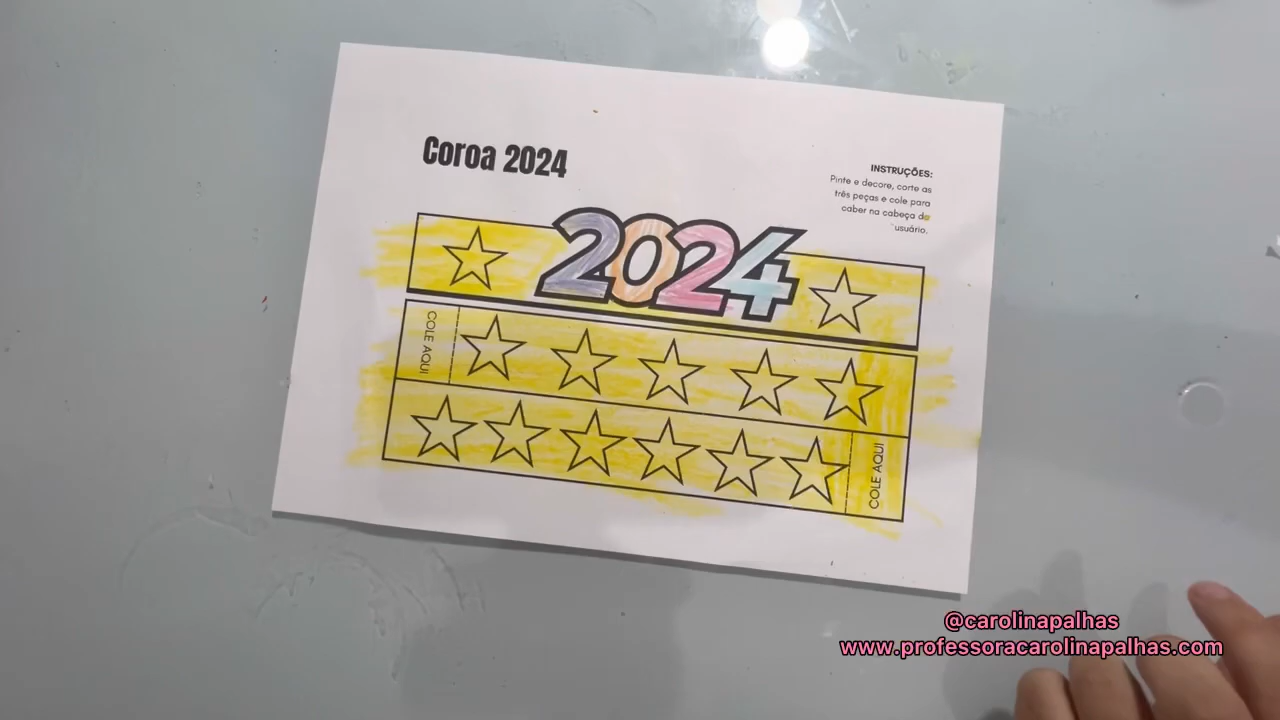 Coroa 2024
INSTRUÇÕES:
Pinte e decore, corte as
três peças e cole para
caber na cabeça do
usuário.
2024
COLE AQUI
COLE AQUI
@carolinapalhas
www.professoracarolinapalhas.com